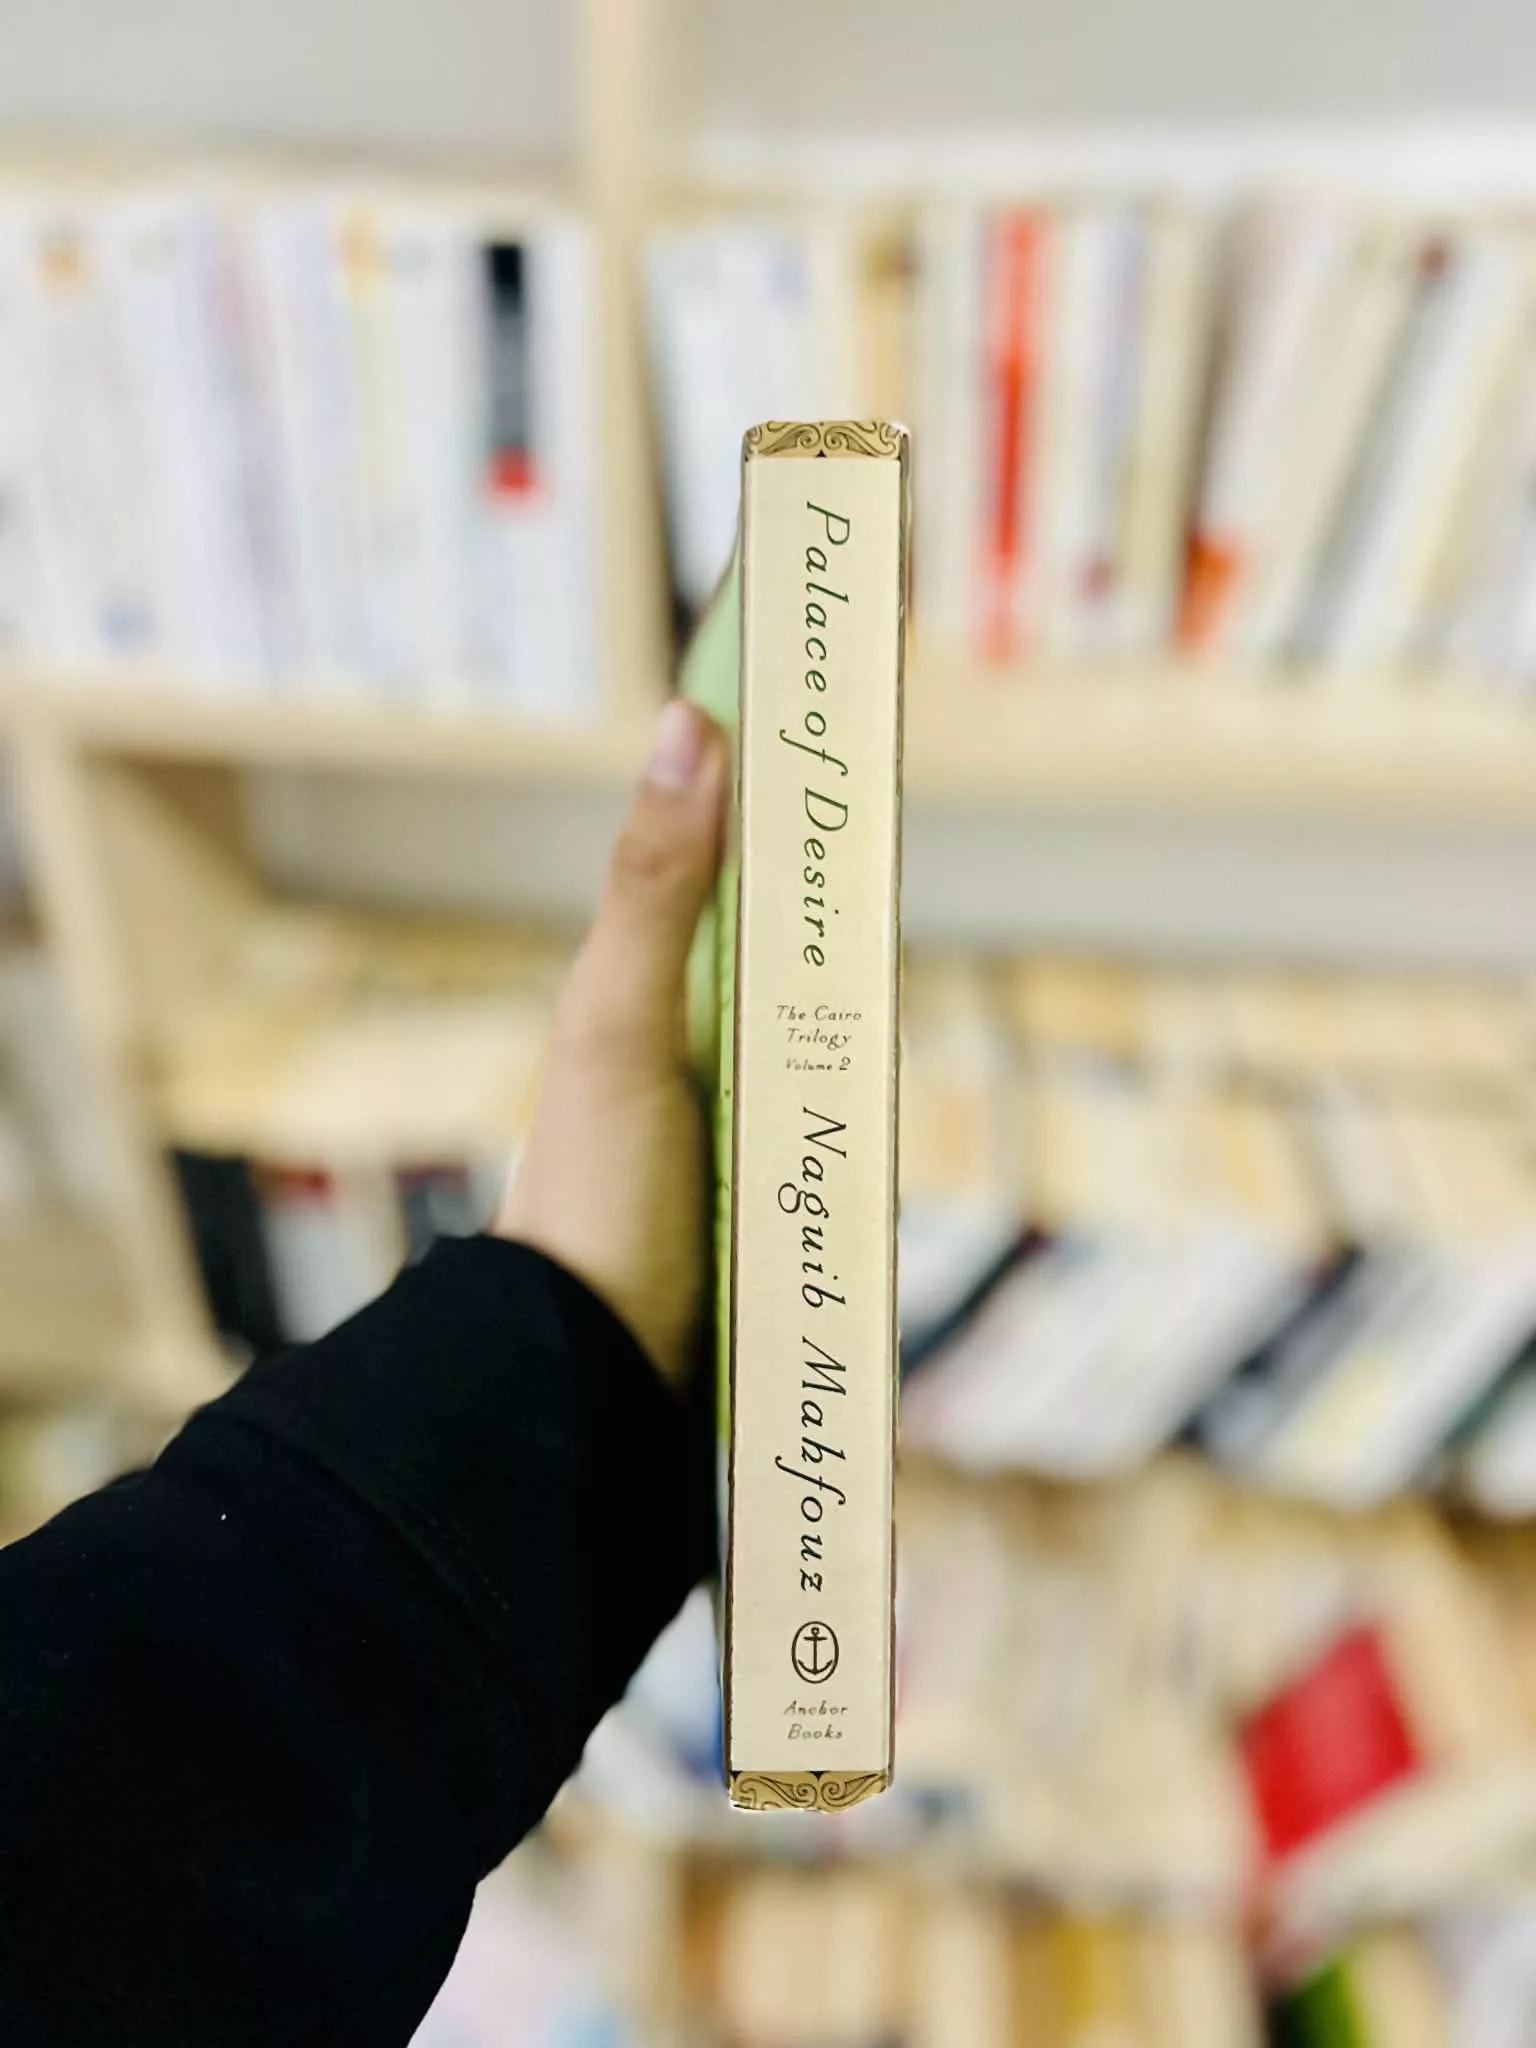 Palace of Desire
The Cairo
Trilogy
Volume 2
Naguib Mahfouz
Anchor
Books